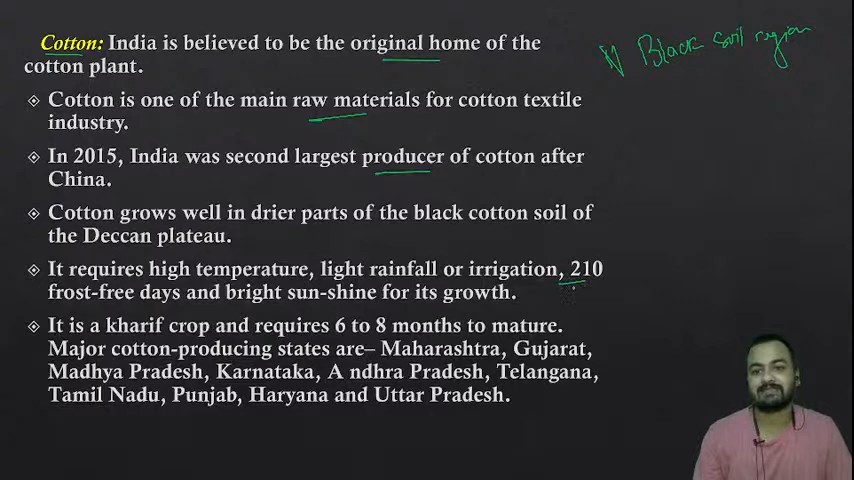 Cotton: India is believed to be the original home of the
cotton plant.
Black soil region
❖ Cotton is one of the main raw materials for cotton textile
industry.
❖ In 2015, India was second largest producer of cotton after
China.
❖ Cotton grows well in drier parts of the black cotton soil of
the Deccan plateau.
❖ It requires high temperature, light rainfall or irrigation, 210
frost-free days and bright sun-shine for its growth.
❖ It is a kharif crop and requires 6 to 8 months to mature.
Major cotton-producing states are– Maharashtra, Gujarat,
Madhya Pradesh, Karnataka, A ndhra Pradesh, Telangana,
Tamil Nadu, Punjab, Haryana and Uttar Pradesh.